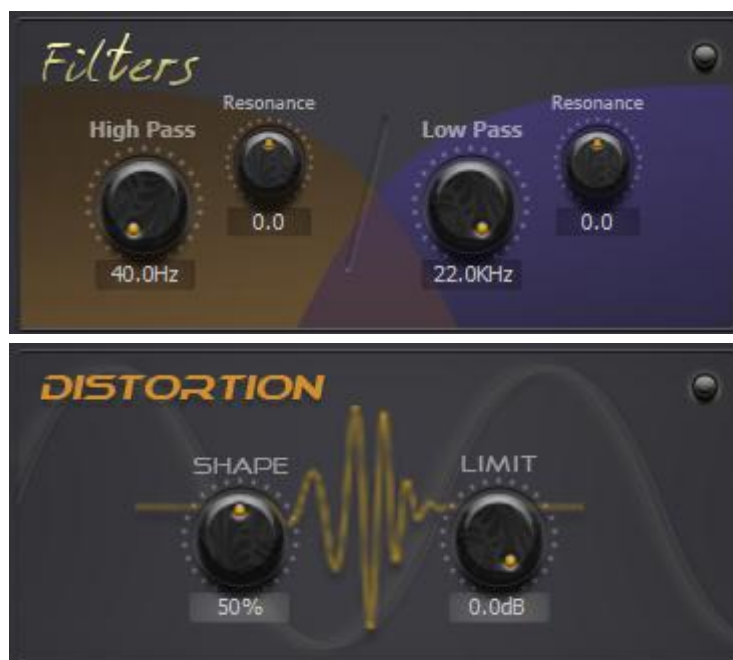 Filters
Resonance
Resonance
High Pass
Low Pass
0.0
0.0
40.0Hz
22.0KHz
DISTORTION
SHAPE
LIMIT
50%
0.0dB